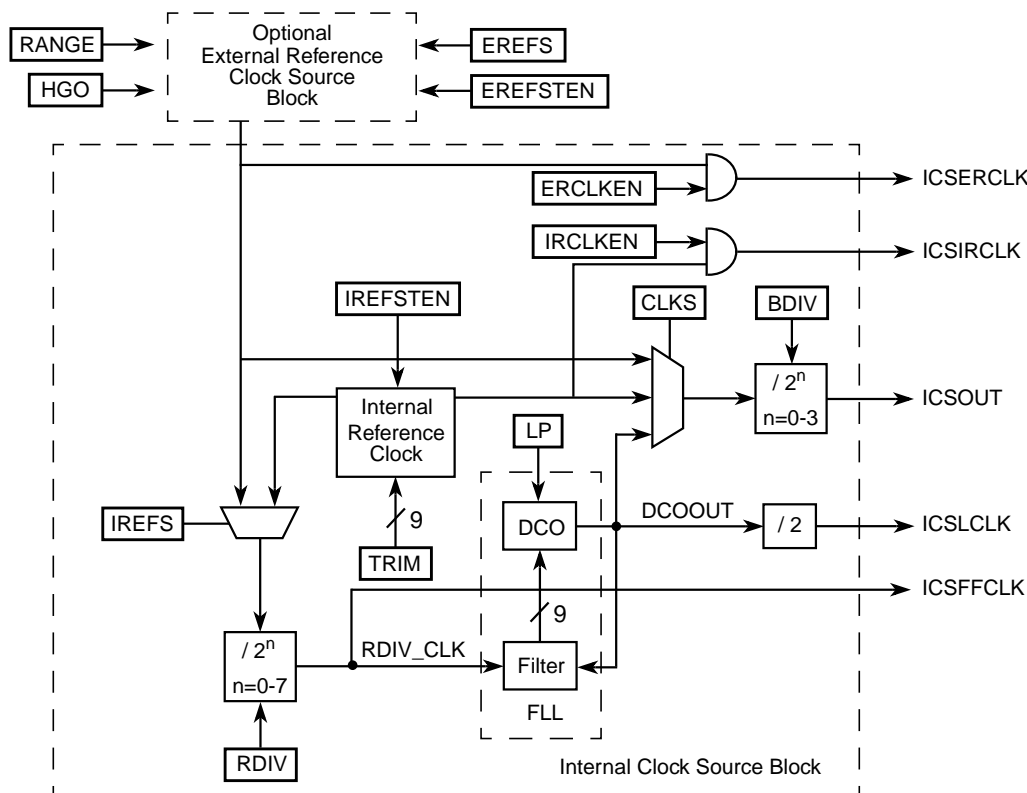 Optional
External Reference
Clock Source
Block
RANGE
HGO
EREFS
EREFSTEN
ERCLKEN
ICSERCLK
IRCLKEN
ICSIRCLK
IREFSTEN
CLKS
BDIV
Internal
Reference
Clock
/ 2n
n=0-3
ICSOUT
LP
IREFS
9
TRIM
DCO
DCOOUT
/ 2
ICSLCLK
ICSFFCLK
9
/ 2n
n=0-7
RDIV_CLK
Filter
FLL
RDIV
Internal Clock Source Block